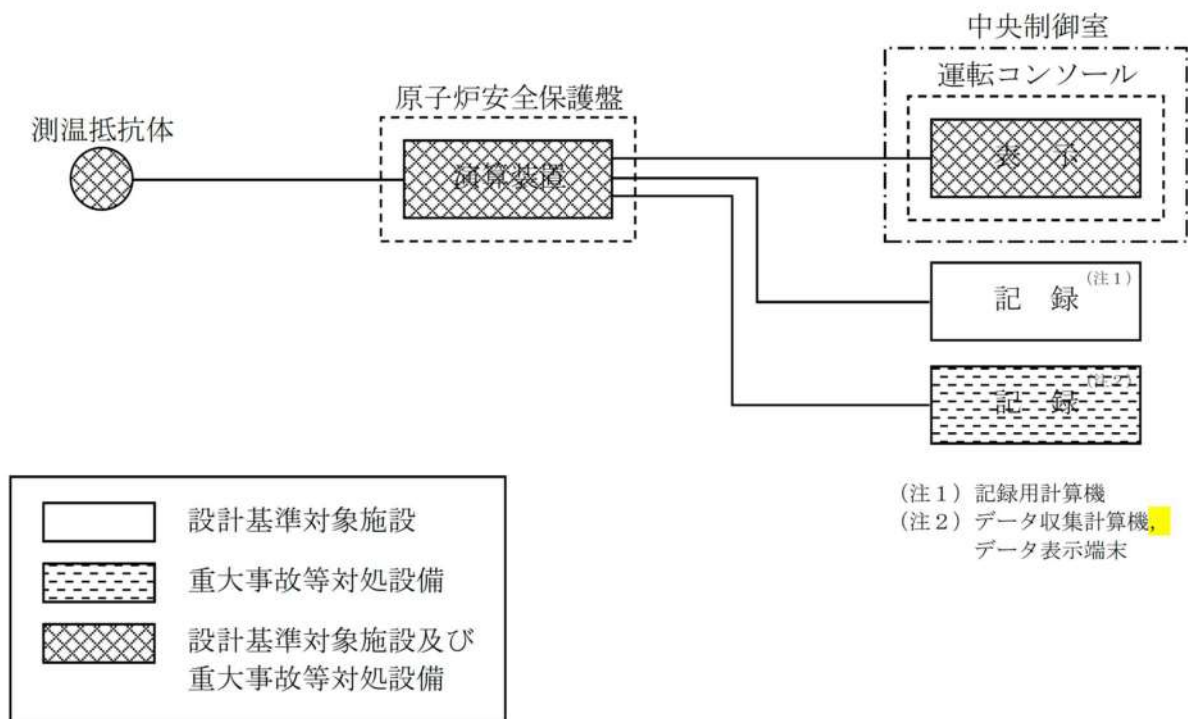 中央制御室
運転コンソール
原子炉安全保護盤
測温抵抗体
演算装置
表 示
記 録 (注1)
記 録 (注2)
(注1) 記録用計算機
(注2) データ収集計算機,
データ表示端末
設計基準対象施設
重大事故等対処設備
設計基準対象施設及び
重大事故等対処設備